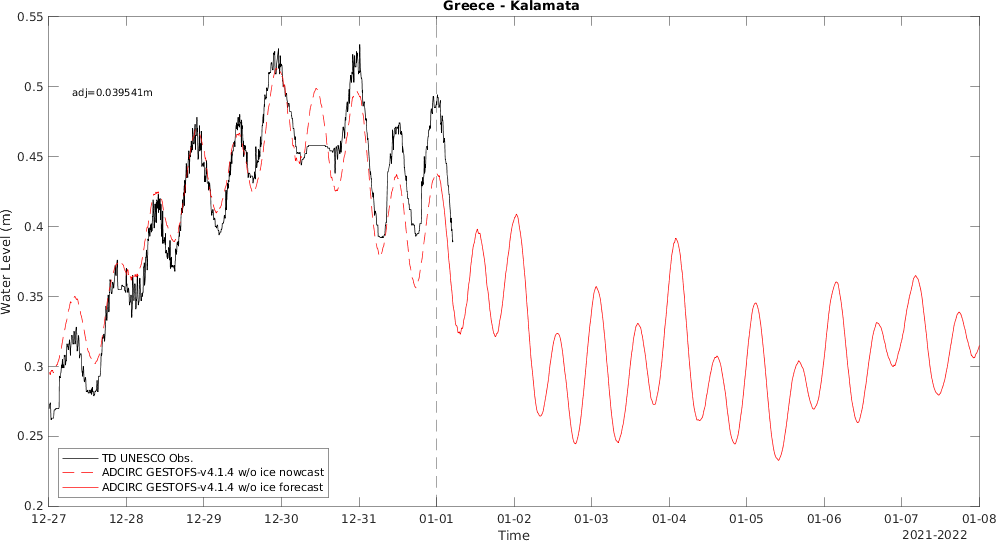 Greece - Kalamata
0.55
0.5
0.45
0.4
0.35
0.3
0.25
0.2
Water Level (m)
adj=0.039541m
TD UNESCO Obs.
ADCIRC GESTOFS-v4.1.4 w/o ice nowcast
ADCIRC GESTOFS-v4.1.4 w/o ice forecast
12-27 12-28 12-29 12-30 12-31 01-01 01-02 01-03 01-04 01-05 01-06 01-07 01-08
Time
2021-2022